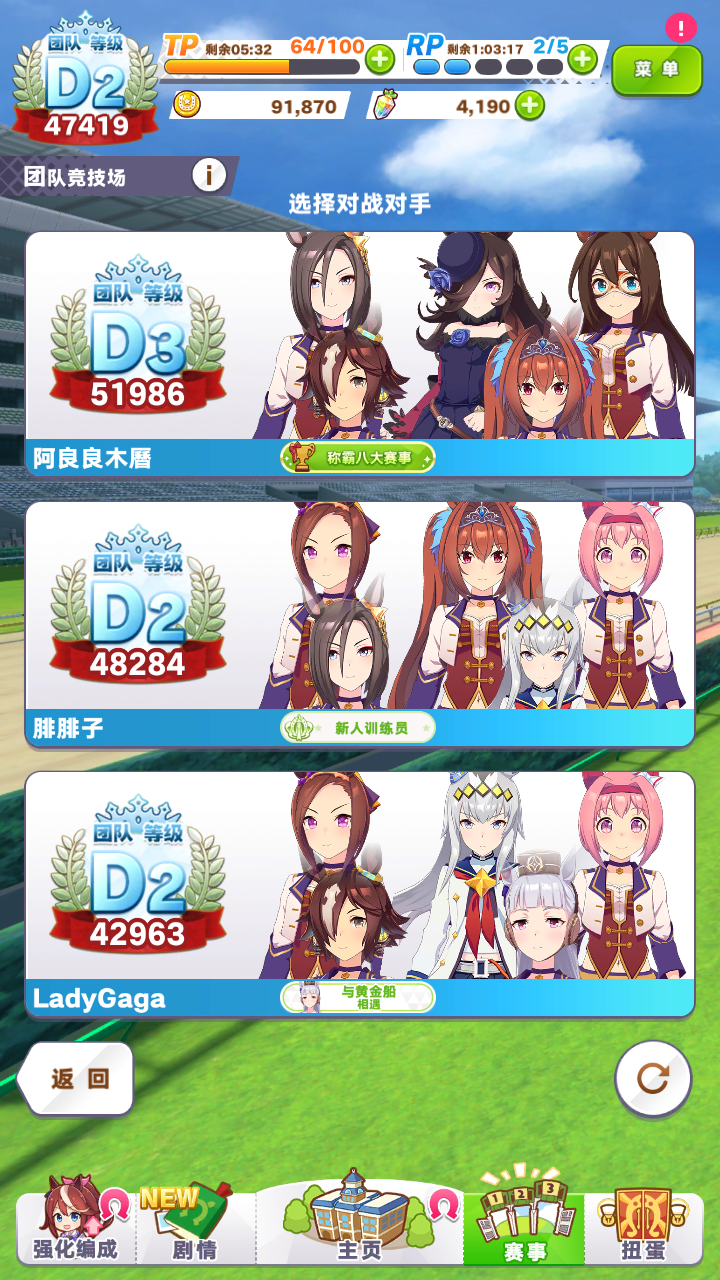 团队 等级
D2
47419
TP 剩余05:32 64/100
RP 剩余1:03:17 2/5
菜单
91,870
4,190
团队竞技场
i
选择对战对手
团队 等级
D3
51986
阿良良木曆
称霸八大赛事
团队 等级
D2
48284
腓腓子
新人训练员
团队 等级
D2
42963
LadyGaga
与黄金船
相遇
返回
强化编成
NEW
剧情
主页
1 2 3
赛事
扭蛋